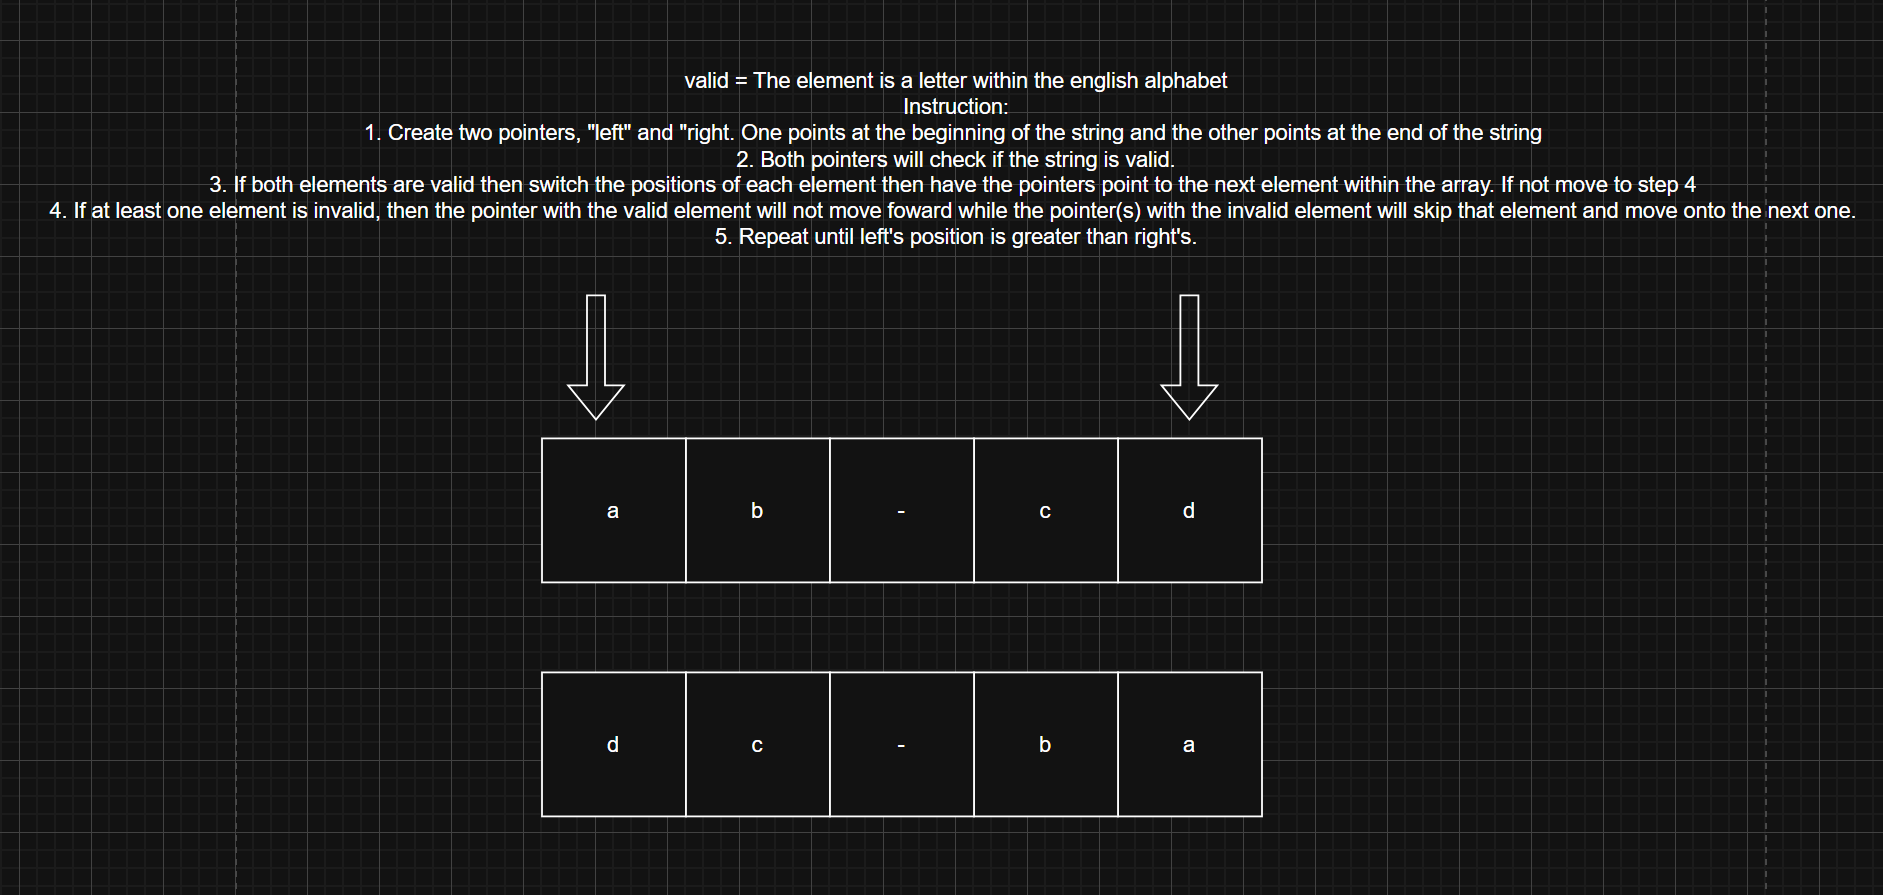 valid = The element is a letter within the english alphabet
Instruction:
1. Create two pointers, "left" and "right. One points at the beginning of the string and the other points at the end of the string
2. Both pointers will check if the string is valid.
3. If both elements are valid then switch the positions of each element then have the pointers point to the next element within the array. If not move to step 4
4. If at least one element is invalid, then the pointer with the valid element will not move foward while the pointer(s) with the invalid element will skip that element and move onto the next one.
5. Repeat until left's position is greater than right's.
a b - c d
d c - b a